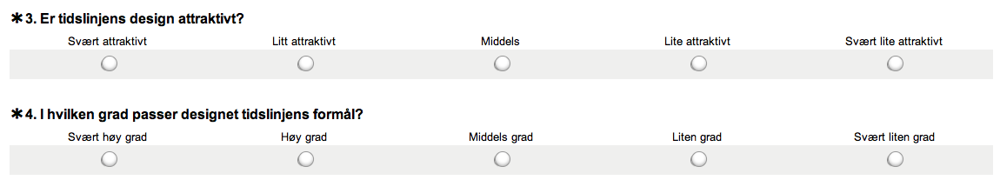 ✱3. Er tidslinjens design attraktivt?
Svært attraktivt Litt attraktivt Middels Lite attraktivt Svært lite attraktivt
✱4. I hvilken grad passer designet tidslinjens formål?
Svært høy grad Høy grad Middels grad Liten grad Svært liten grad